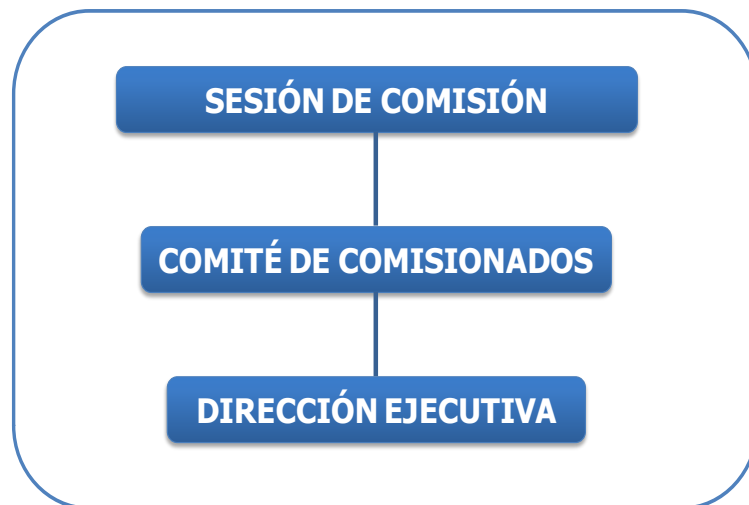 SESIÓN DE COMISIÓN
COMITÉ DE COMISIONADOS
DIRECCIÓN EJECUTIVA